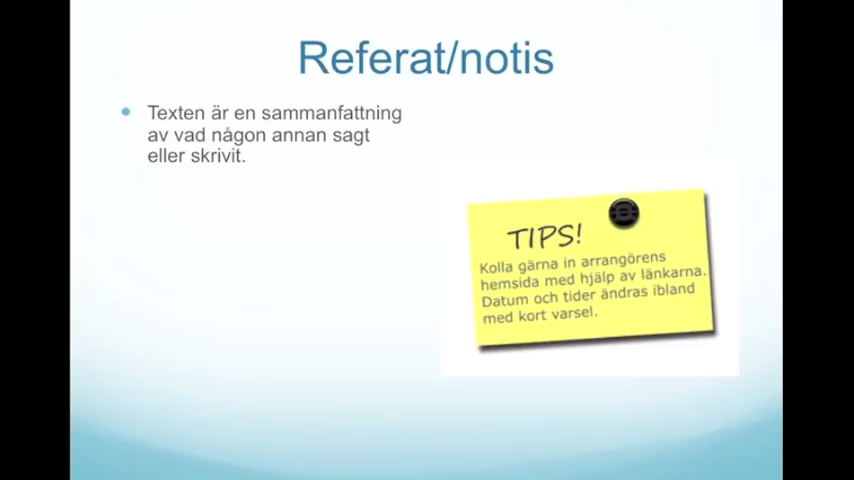 Referat/notis
Texten är en sammanfattning
av vad någon annan sagt
eller skrivit.
TIPS!
Kolla gärna in arrangörens
hemsida med hjälp av länkarna.
Datum och tider ändras ibland
med kort varsel.